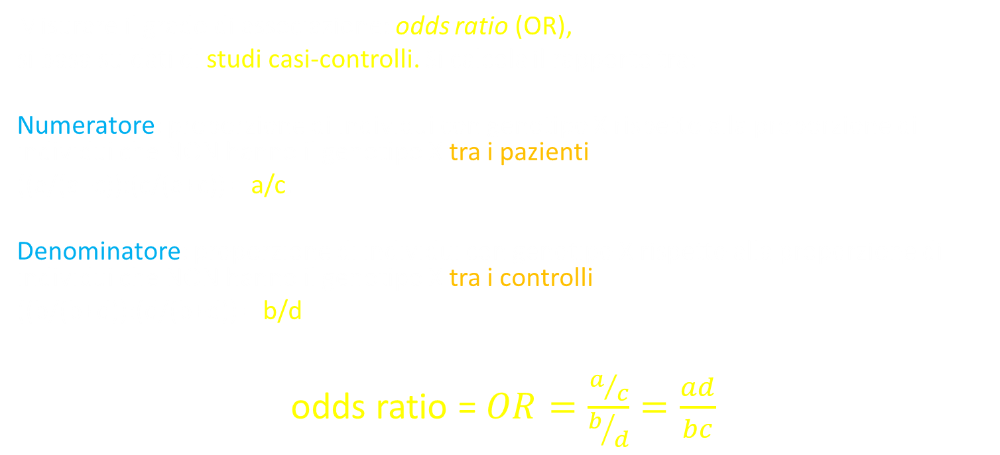 odds ratio (OR),
studi casi-controlli.
Numeratore
tra i pazienti
a/c
Denominatore
tra i controlli
b/d
odds ratio = OR = a/c / b/d = ad / bc